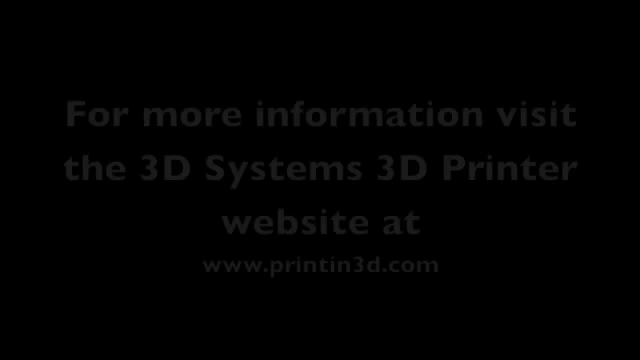 For more information visit
the 3D Systems 3D Printer
website at
www.printin3d.com